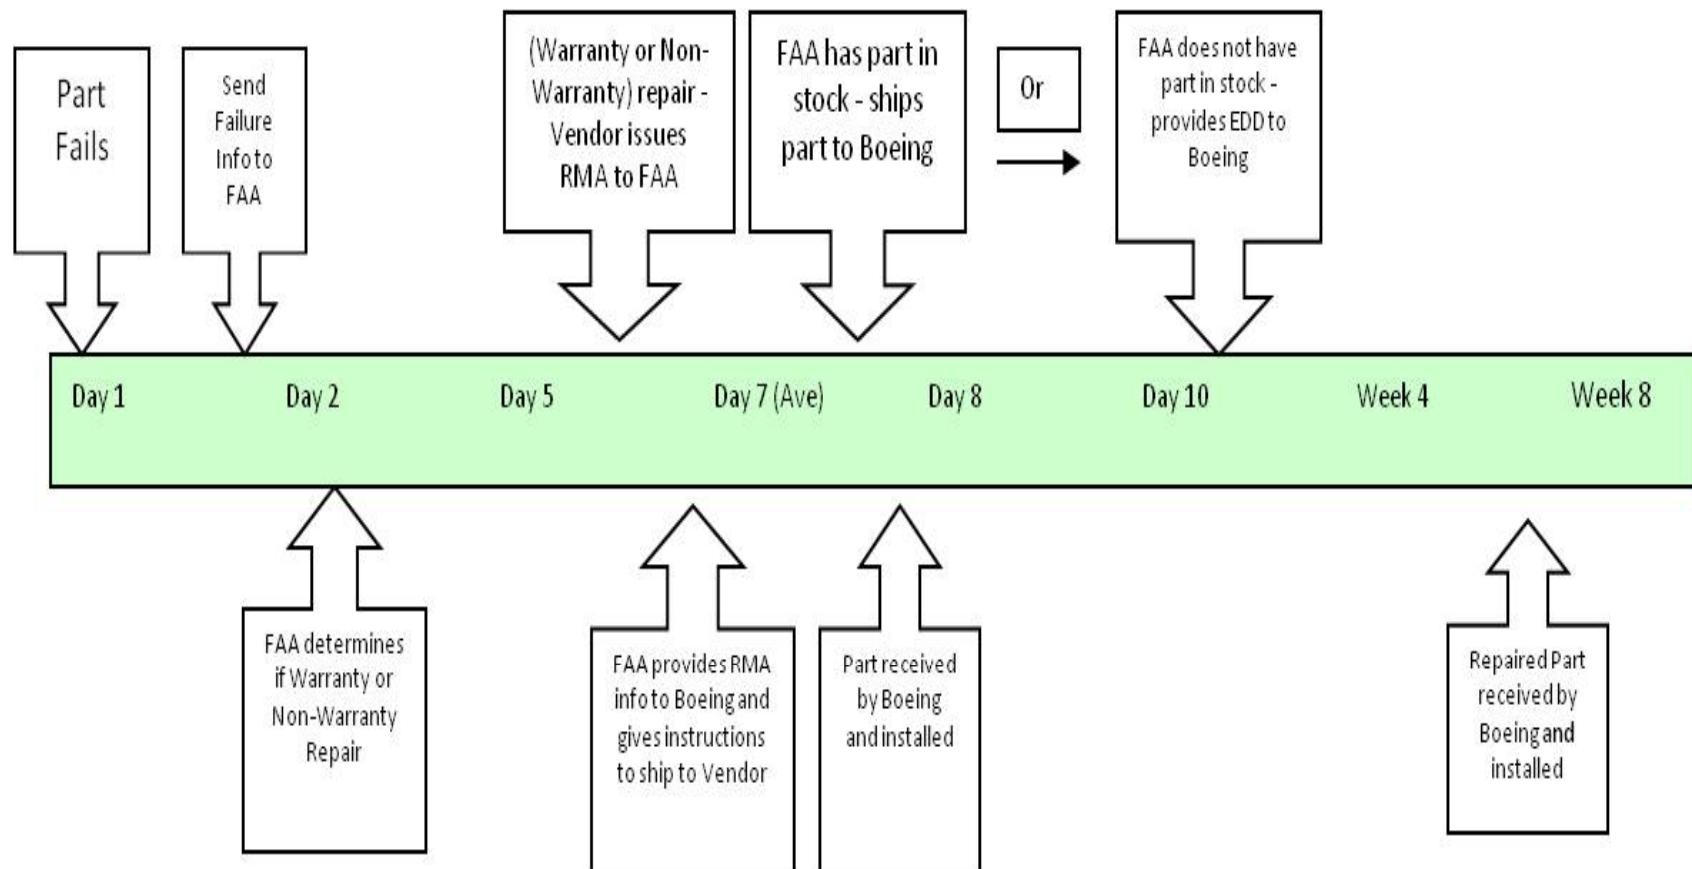 Part
Fails
Send
Failure
Info to
FAA
(Warranty or Non-
Warranty) repair -
Vendor issues
RMA to FAA
FAA has part in
stock - ships
part to Boeing
Or
FAA does not have
part in stock -
provides EDD to
Boeing
Day 1
Day 2
Day 5
Day 7 (Ave)
Day 8
Day 10
Week 4
Week 8
FAA determines
if Warranty or
Non-Warranty
Repair
FAA provides RMA
info to Boeing and
gives instructions
to ship to Vendor
Part received
by Boeing
and installed
Repaired Part
received by
Boeing and
installed